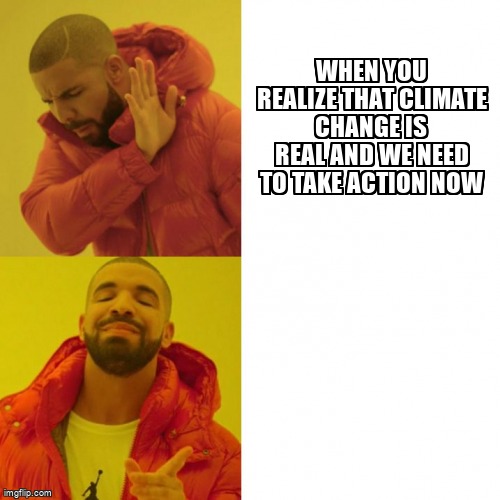 WHEN YOU
REALIZE THAT CLIMATE
CHANGE IS
REAL AND WE NEED
TO TAKE ACTION NOW
imgflip.com